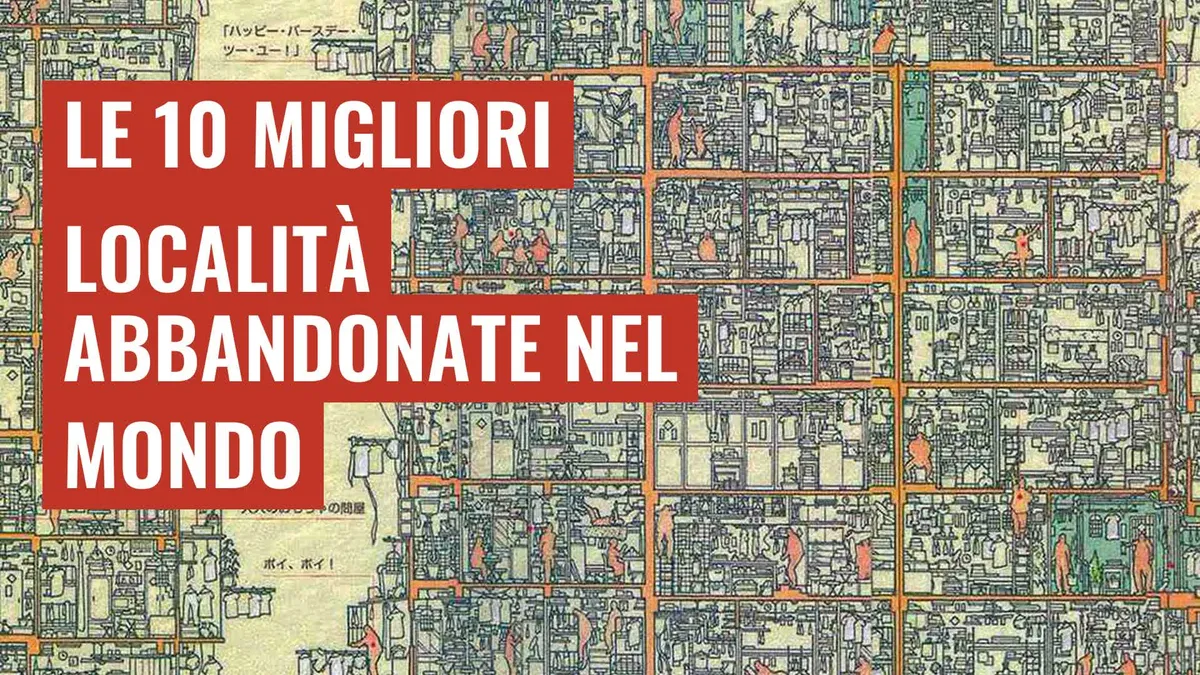 「ハッピー・バースデー・
ツー・ユー！」
LE 10 MIGLIORI
LOCALITÀ
ABBANDONATE NEL
MONDO
の問屋
ポイ、ポイ！